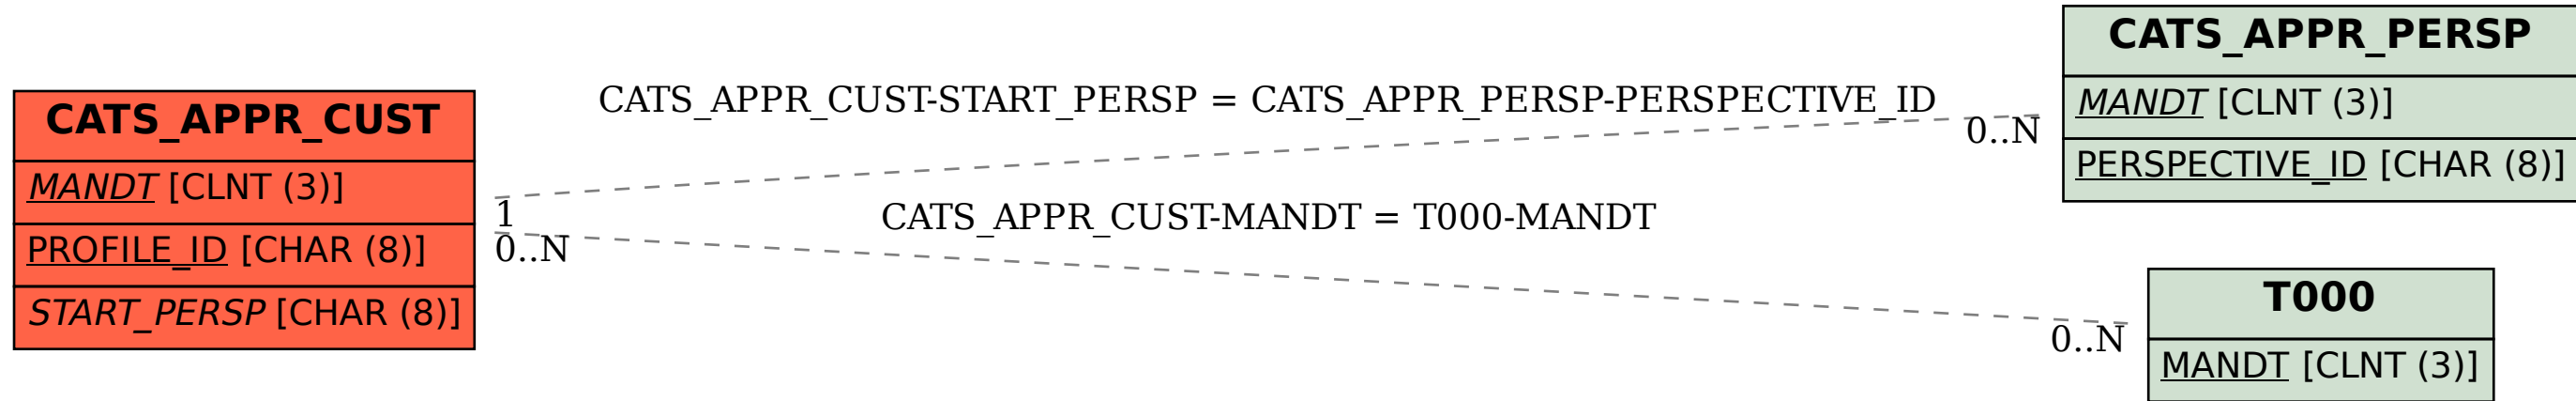 CATS_APPR_CUST
MANDT [CLNT (3)]
PROFILE_ID [CHAR (8)]
START_PERSP [CHAR (8)]
CATS_APPR_CUST-START_PERSP = CATS_APPR_PERSP-PERSPECTIVE_ID
1
0..N
CATS_APPR_CUST-MANDT = T000-MANDT
0..N
0..N
CATS_APPR_PERSP
MANDT [CLNT (3)]
PERSPECTIVE_ID [CHAR (8)]
T000
MANDT [CLNT (3)]